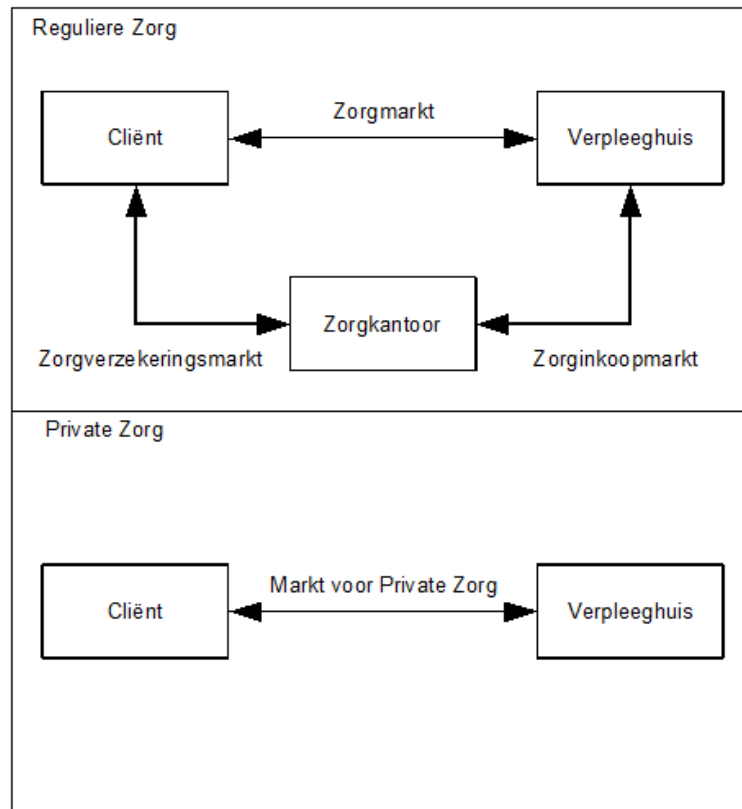 Reguliere Zorg
Zorgmarkt
Cliënt
Verpleeghuis
Zorgkantoor
Zorgverzekeringsmarkt
Zorginkoopmarkt
Private Zorg
Markt voor Private Zorg
Cliënt
Verpleeghuis